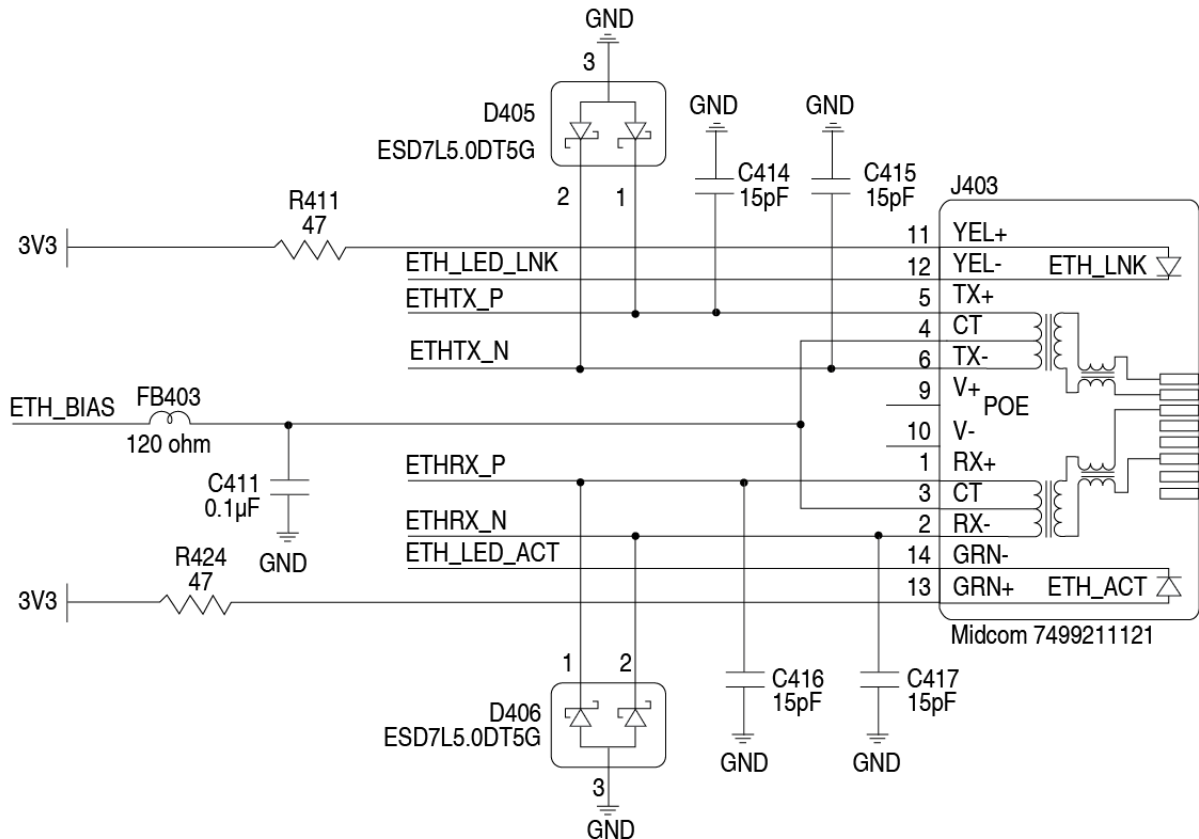 GND
3
D405
ESD7L5.0DT5G
2
1
GND
GND
C414
15pF
C415
15pF
J403
R411
47
3V3
11 YEL+
ETH_LED_LNK
12 YEL-
ETH_LNK
ETHTX_P
5 TX+
4 CT
ETHTX_N
6 TX-
9 V+
POE
ETH_BIAS
FB403
120 ohm
10 V-
ETHRX_P
1 RX+
C411
0.1µF
GND
3 CT
ETHRX_N
2 RX-
ETH_LED_ACT
14 GRN-
R424
47
3V3
13 GRN+
ETH_ACT
Midcom 7499211121
1
2
D406
ESD7L5.0DT5G
3
GND
C416
15pF
GND
C417
15pF
GND